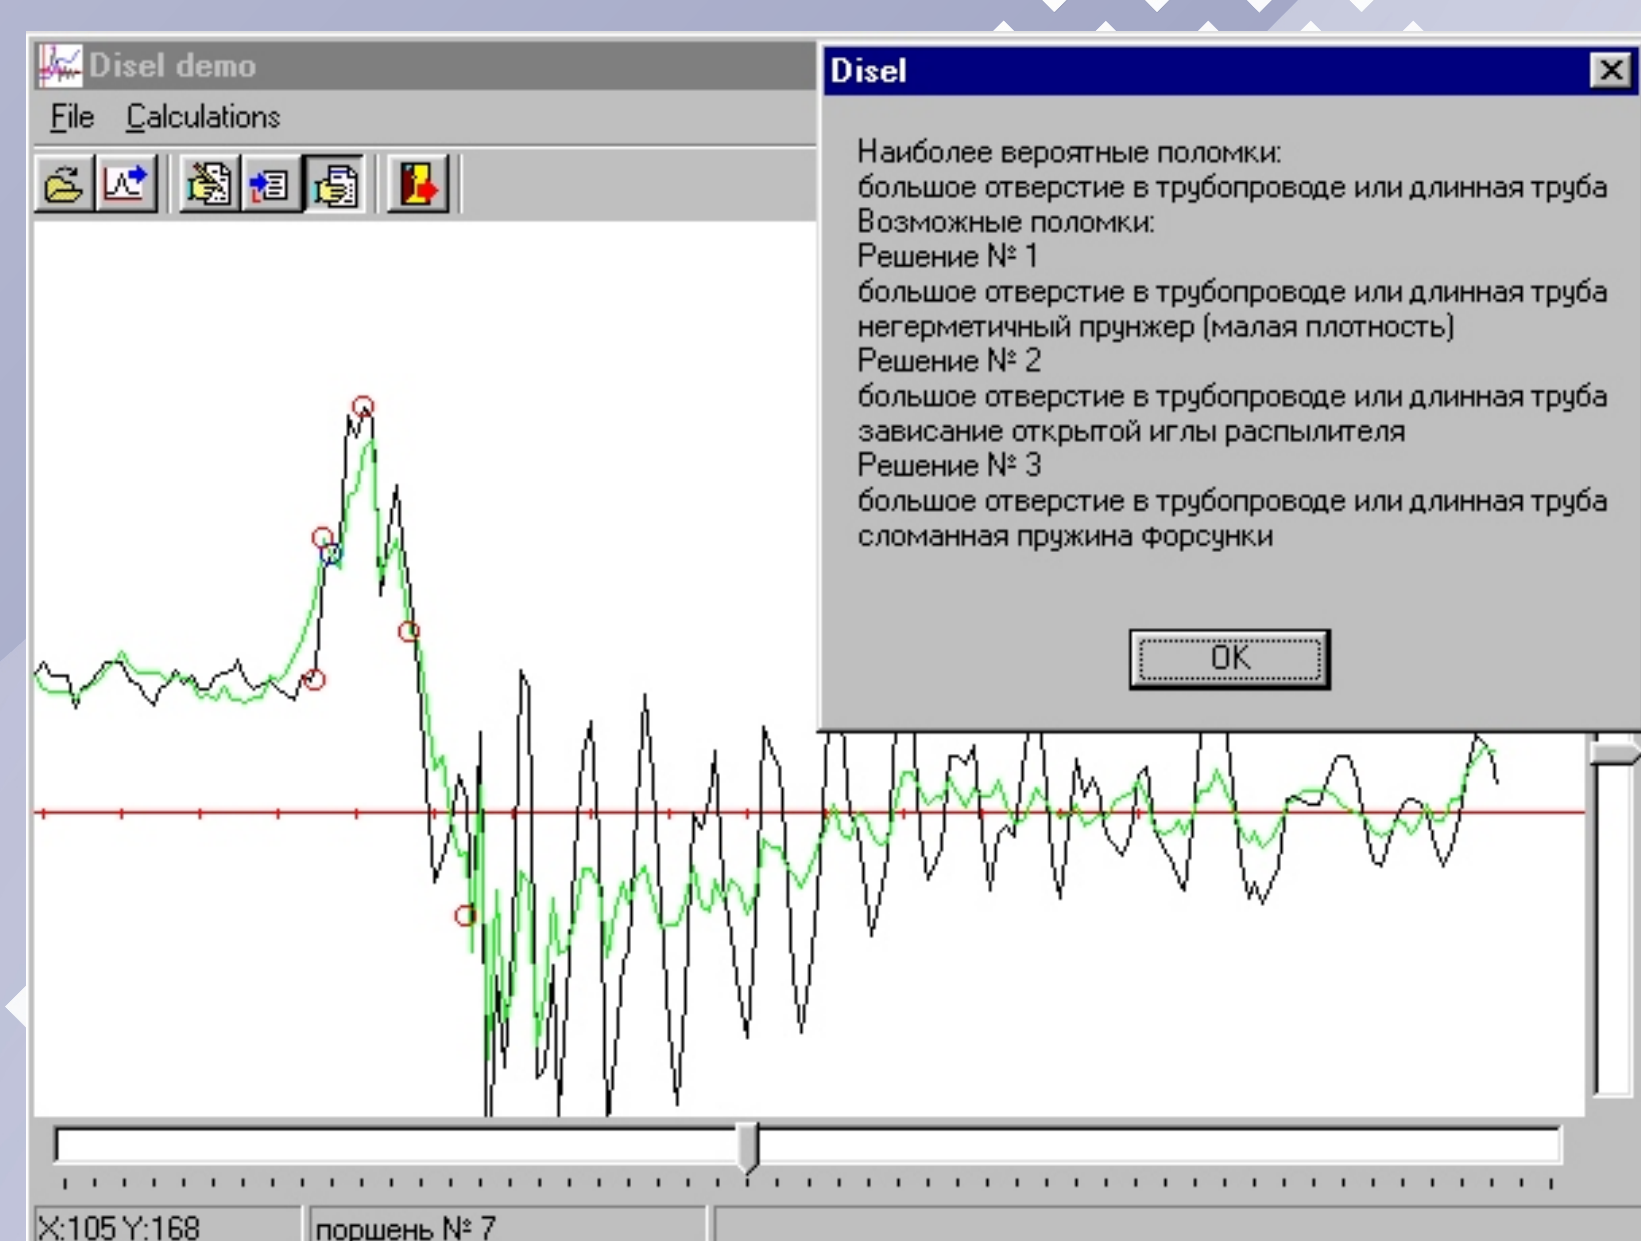 Disel demo
File Calculations
Disel
Наиболее вероятные поломки:
большое отверстие в трубопроводе или длинная труба
Возможные поломки:
Решение № 1
большое отверстие в трубопроводе или длинная труба
негерметичный прунжер (малая плотность)
Решение № 2
большое отверстие в трубопроводе или длинная труба
зависание открытой иглы распылителя
Решение № 3
большое отверстие в трубопроводе или длинная труба
сломанная пружина форсунки
OK
X:105 Y:168
поршень № 7